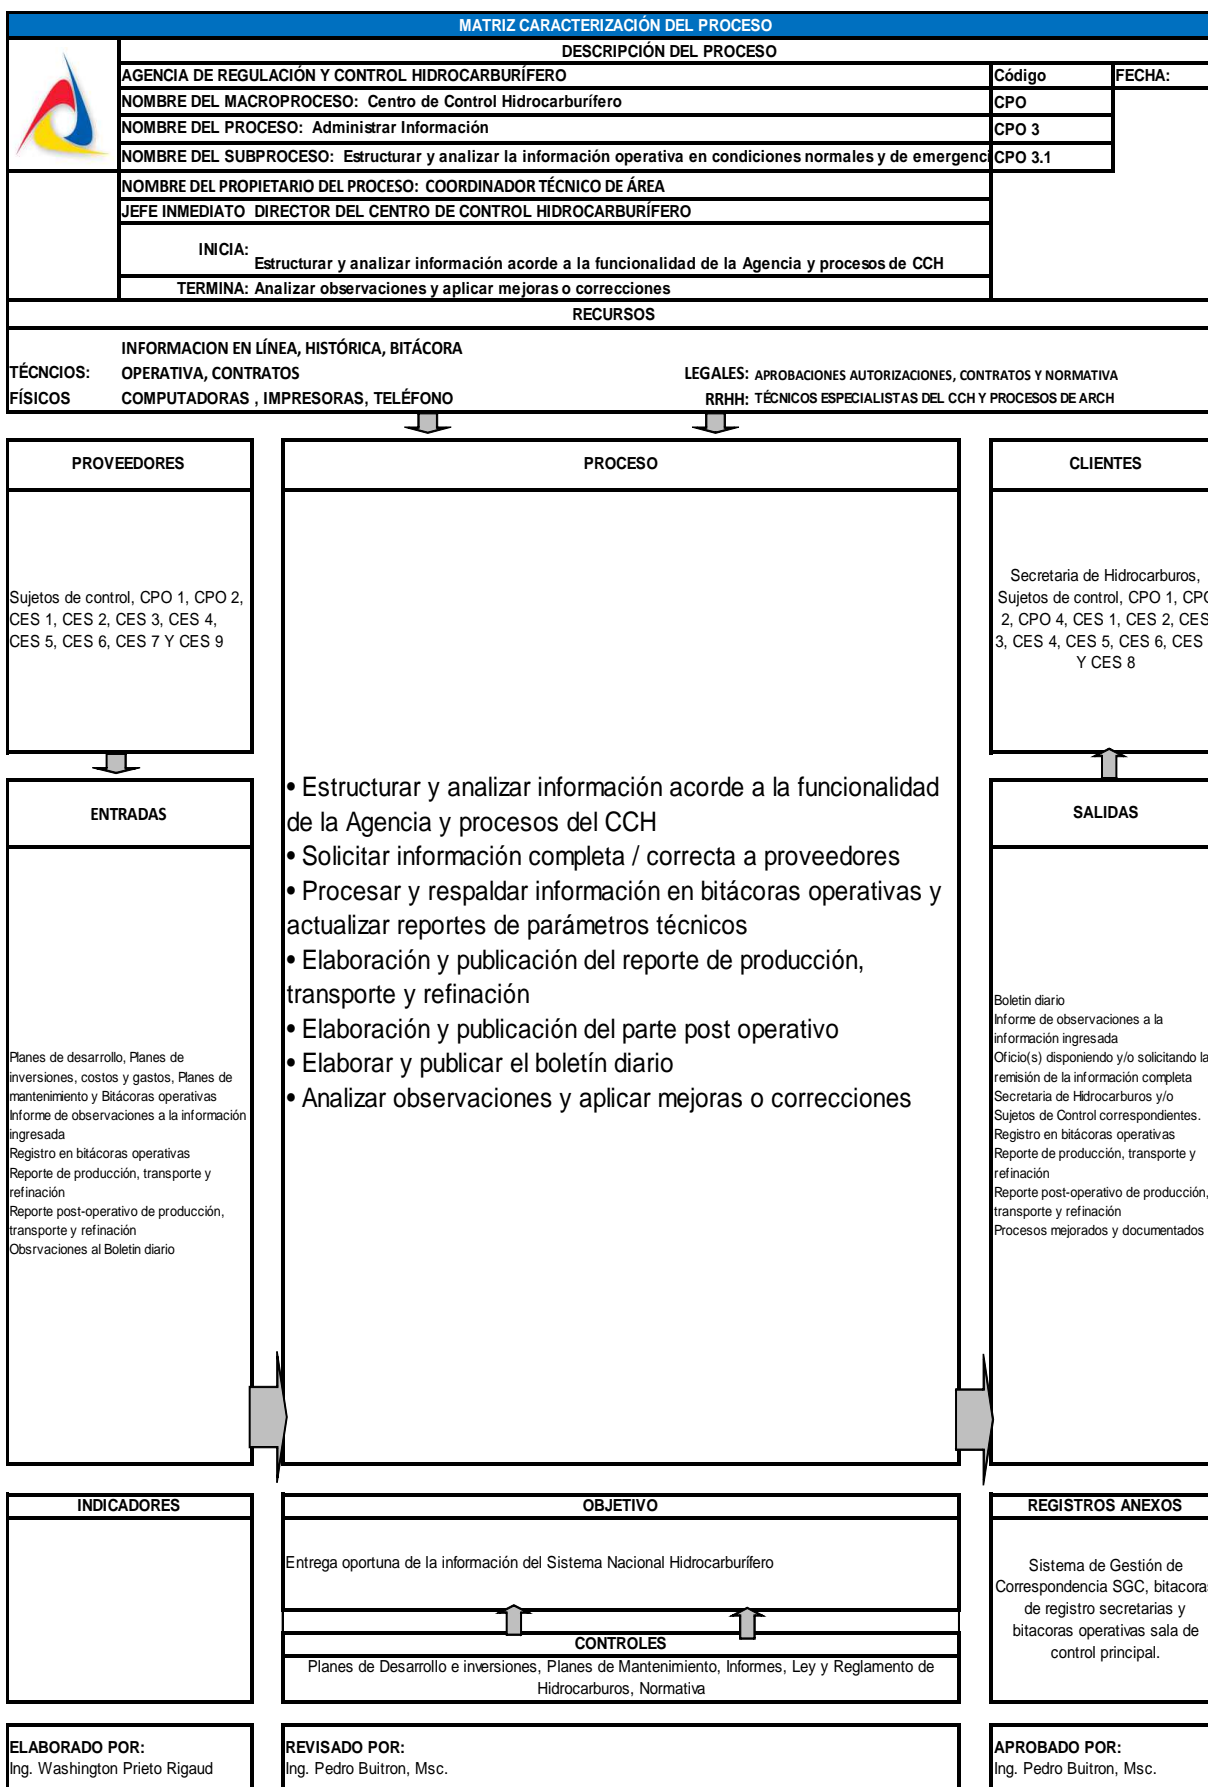 MATRIZ CARACTERIZACIÓN DEL PROCESO
DESCRIPCIÓN DEL PROCESO
AGENCIA DE REGULACIÓN Y CONTROL HIDROCARBURÍFERO
Código
FECHA:
NOMBRE DEL MACROPROCESO: Centro de Control Hidrocarburífero
CPO
NOMBRE DEL PROCESO: Administrar Información
CPO 3
NOMBRE DEL SUBPROCESO: Estructurar y analizar la información operativa en condiciones normales y de emergenci
CPO 3.1
NOMBRE DEL PROPIETARIO DEL PROCESO: COORDINADOR TÉCNICO DE ÁREA
JEFE INMEDIATO DIRECTOR DEL CENTRO DE CONTROL HIDROCARBURÍFERO
INICIA:
Estructurar y analizar información acorde a la funcionalidad de la Agencia y procesos de CCH
TERMINA: Analizar observaciones y aplicar mejoras o correcciones
RECURSOS
INFORMACION EN LÍNEA, HISTÓRICA, BITÁCORA
TÉCNCIOS: OPERATIVA, CONTRATOS
LEGALES: APROBACIONES AUTORIZACIONES, CONTRATOS Y NORMATIVA
FÍSICOS COMPUTADORAS , IMPRESORAS, TELÉFONO
RRHH: TÉCNICOS ESPECIALISTAS DEL CCH Y PROCESOS DE ARCH
PROVEEDORES
Sujetos de control, CPO 1, CPO 2,
CES 1, CES 2, CES 3, CES 4,
CES 5, CES 6, CES 7 Y CES 9
ENTRADAS
Planes de desarrollo, Planes de
inversiones, costos y gastos, Planes de
mantenimiento y Bitácoras operativas
Informe de observaciones a la información
ingresada
Registro en bitácoras operativas
Reporte de producción, transporte y
refinación
Reporte post-operativo de producción,
transporte y refinación
Obsrvaciones al Boletin diario
PROCESO
• Estructurar y analizar información acorde a la funcionalidad
de la Agencia y procesos del CCH
• Solicitar información completa / correcta a proveedores
• Procesar y respaldar información en bitácoras operativas y
actualizar reportes de parámetros técnicos
• Elaboración y publicación del reporte de producción,
transporte y refinación
• Elaboración y publicación del parte post operativo
• Elaborar y publicar el boletín diario
• Analizar observaciones y aplicar mejoras o correcciones
CLIENTES
Secretaria de Hidrocarburos,
Sujetos de control, CPO 1, CPO
2, CPO 4, CES 1, CES 2, CES
3, CES 4, CES 5, CES 6, CES
Y CES 8
SALIDAS
Boletin diario
Informe de observaciones a la
información ingresada
Oficio(s) disponiendo y/o solicitando la
remisión de la información completa
Secretaria de Hidrocarburos y/o
Sujetos de Control correspondientes.
Registro en bitácoras operativas
Reporte de producción, transporte y
refinación
Reporte post-operativo de producción,
transporte y refinación
Procesos mejorados y documentados
INDICADORES
OBJETIVO
Entrega oportuna de la información del Sistema Nacional Hidrocarburífero
CONTROLES
Planes de Desarrollo e inversiones, Planes de Mantenimiento, Informes, Ley y Reglamento de
Hidrocarburos, Normativa
REGISTROS ANEXOS
Sistema de Gestión de
Correspondencia SGC, bitacoras
de registro secretarias y
bitacoras operativas sala de
control principal.
ELABORADO POR:
Ing. Washington Prieto Rigaud
REVISADO POR:
Ing. Pedro Buitron, Msc.
APROBADO POR:
Ing. Pedro Buitron, Msc.